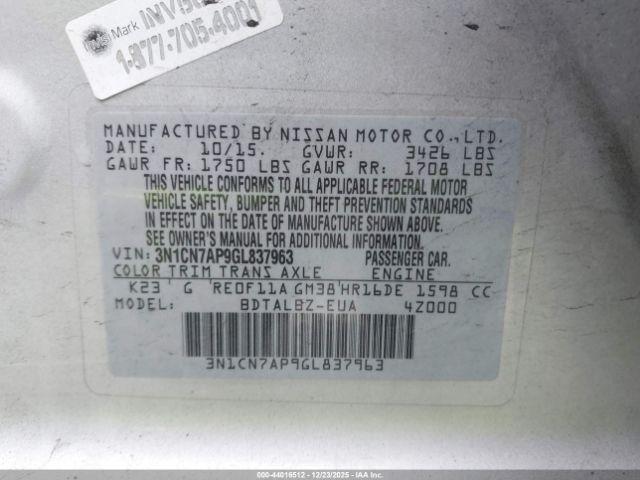 Mark
1.877.705.4001
MANUFACTURED BY NISSAN MOTOR CO.,LTD.
DATE: 10/15. GVWR: 3426 LBS
GAWR FR: 1750 LBS GAWR RR: 1708 LBS
THIS VEHICLE CONFORMS TO ALL APPLICABLE FEDERAL MOTOR
VEHICLE SAFETY, BUMPER AND THEFT PREVENTION STANDARDS
IN EFFECT ON THE DATE OF MANUFACTURE SHOWN ABOVE.
SEE OWNER'S MANUAL FOR ADDITIONAL INFORMATION.
VIN: 3N1CN7AP9GL837963 PASSENGER CAR.
COLOR TRIM TRANS AXLE ENGINE
K23 G RE0F11A GM38 HR16DE 1598 CC
MODEL: BDTALBZ-EUA 4Z000
3N1CN7AP9GL837963
000-44016512 - 12/23/2025 - IAAI.COM